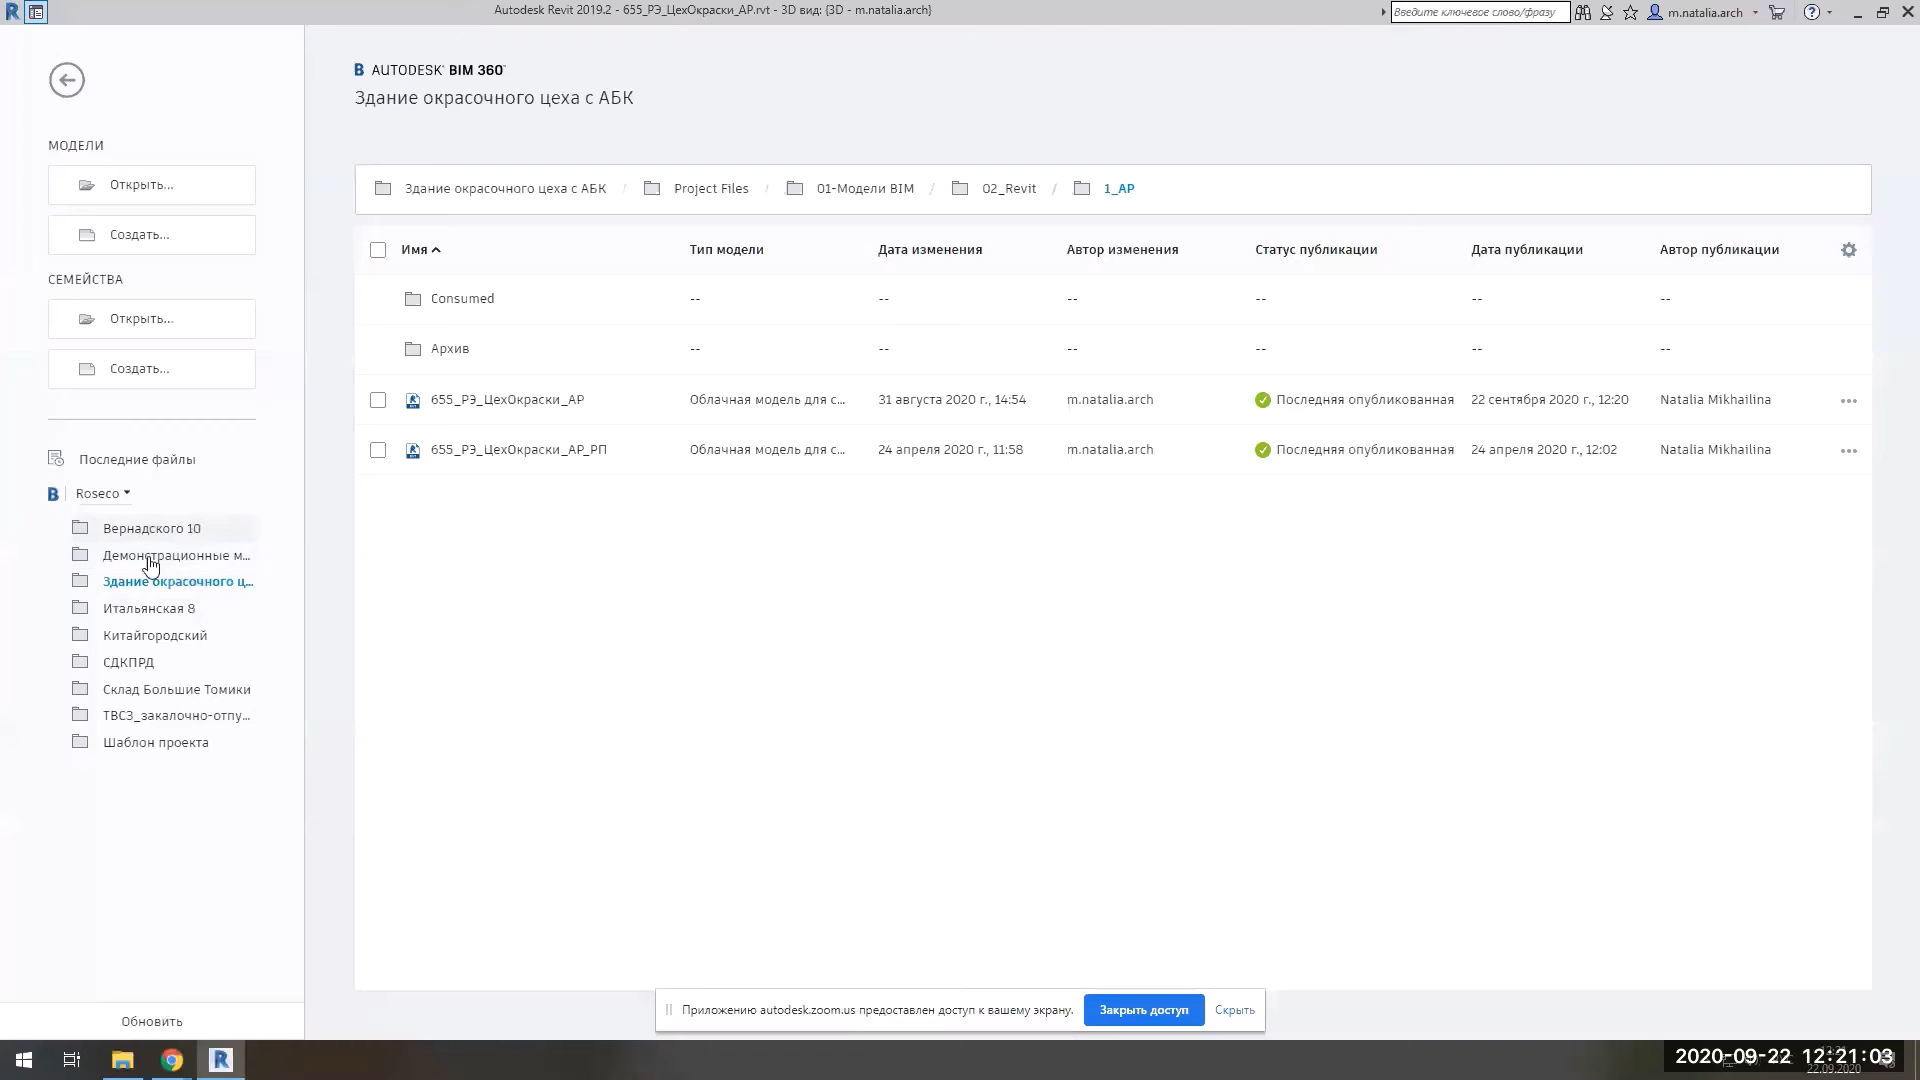 Autodesk Revit 2019.2 - 655_РЭ_ЦехОкраски_АР.rvt - 3D вид: {3D - m.natalia.arch}
Введите ключевое слово/фразу
m.natalia.arch
AUTODESK® BIM 360™
Здание окрасочного цеха с АБК
МОДЕЛИ
Открыть...
Создать...
СЕМЕЙСТВА
Открыть...
Создать...
Последние файлы
Roseco
Вернадского 10
Демонстрационные м...
Здание окрасочного ц...
Итальянская 8
Китайгородский
СДКПРД
Склад Большие Томики
ТВСЗ_закалочно-отпу...
Шаблон проекта
Обновить
Здание окрасочного цеха с АБК / Project Files / 01-Модели BIM / 02_Revit / 1_АР
Имя Тип модели Дата изменения Автор изменения Статус публикации Дата публикации Автор публикации
Consumed -- -- -- -- -- --
Архив -- -- -- -- -- --
655_РЭ_ЦехОкраски_АР Облачная модель для с... 31 августа 2020 г., 14:54 m.natalia.arch Последняя опубликованная 22 сентября 2020 г., 12:20 Natalia Mikhailina
655_РЭ_ЦехОкраски_АР_РП Облачная модель для с... 24 апреля 2020 г., 11:58 m.natalia.arch Последняя опубликованная 24 апреля 2020 г., 12:02 Natalia Mikhailina
Приложению autodesk.zoom.us предоставлен доступ к вашему экрану. Закрыть доступ Скрыть
2020-09-22 12:21:03
22.09.2020